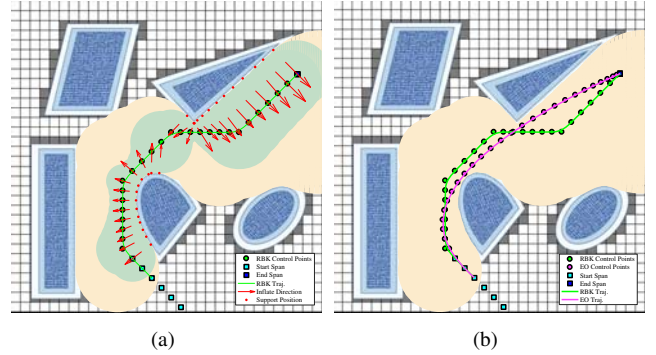 RBK Control Points
Start Span
End Span
RBK Traj.
Inflate Direction
Support Position
RBK Control Points
EO Control Points
Start Span
End Span
RBK Traj.
EO Traj.
(a)
(b)